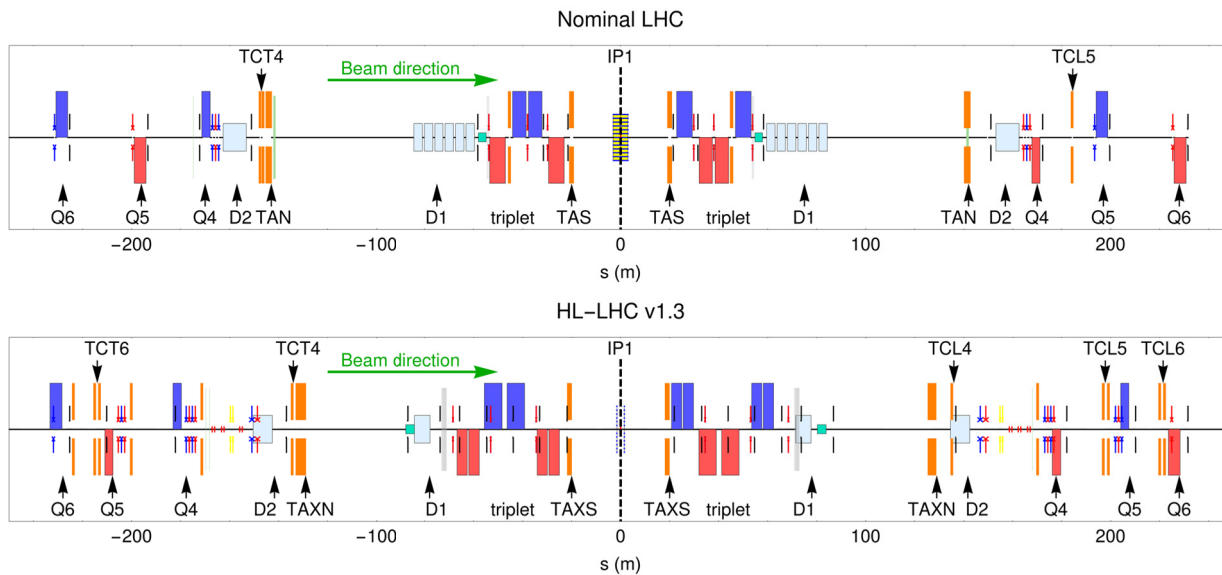 Nominal LHC
TCT4 IP1 TCL5
Beam direction
Q6 Q5 Q4 D2 TAN D1 triplet TAS TAS triplet D1 TAN D2 Q4 Q5 Q6
−200 −100 0 100 200
s (m)
HL−LHC v1.3
TCT6 TCT4 IP1 TCL4 TCL5 TCL6
Beam direction
Q6 Q5 Q4 D2 TAXN D1 triplet TAXS TAXS triplet D1 TAXN D2 Q4 Q5 Q6
−200 −100 0 100 200
s (m)